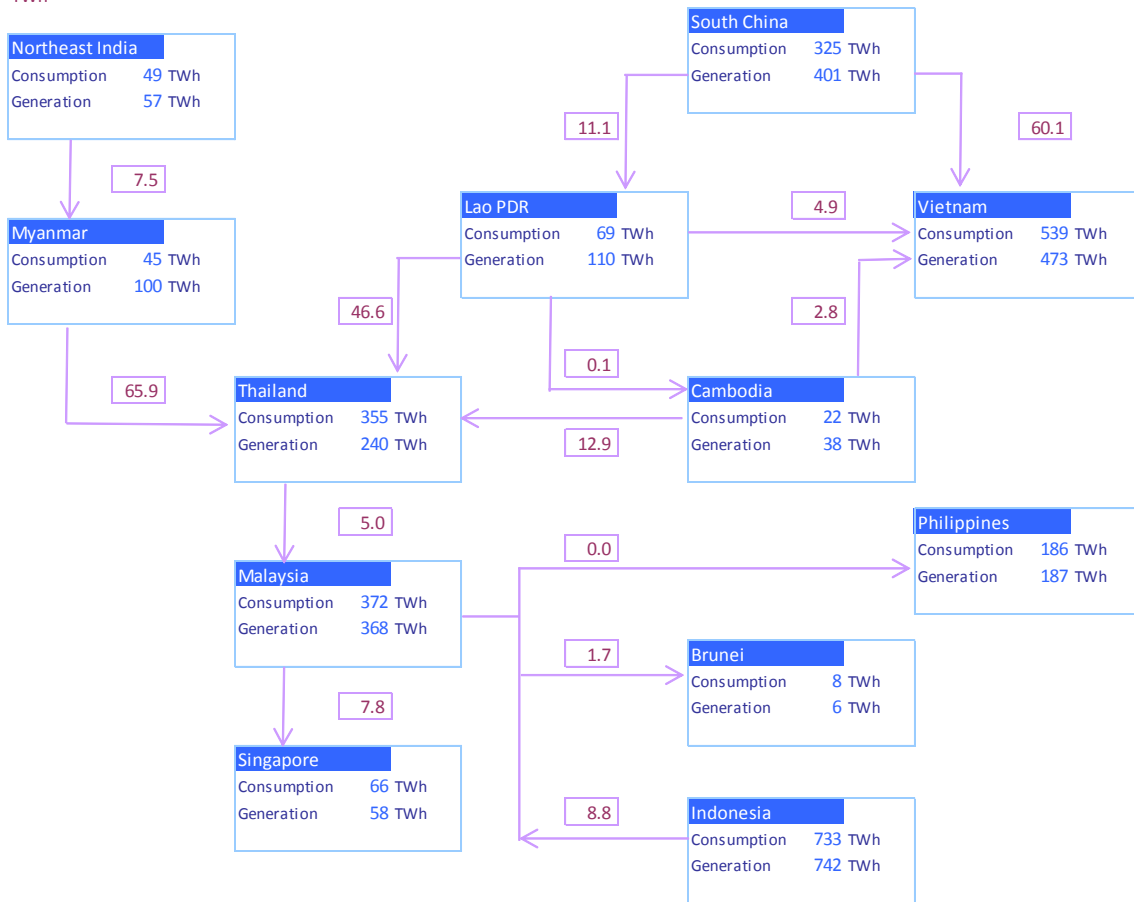 TWh
South China
Consumption 325 TWh
Generation 401 TWh
Northeast India
Consumption 49 TWh
Generation 57 TWh
11.1
60.1
7.5
Lao PDR
Consumption 69 TWh
Generation 110 TWh
4.9
Vietnam
Consumption 539 TWh
Generation 473 TWh
Myanmar
Consumption 45 TWh
Generation 100 TWh
46.6
2.8
0.1
65.9
Thailand
Consumption 355 TWh
Generation 240 TWh
12.9
Cambodia
Consumption 22 TWh
Generation 38 TWh
5.0
0.0
Philippines
Consumption 186 TWh
Generation 187 TWh
Malaysia
Consumption 372 TWh
Generation 368 TWh
1.7
Brunei
Consumption 8 TWh
Generation 6 TWh
7.8
Singapore
Consumption 66 TWh
Generation 58 TWh
8.8
Indonesia
Consumption 733 TWh
Generation 742 TWh